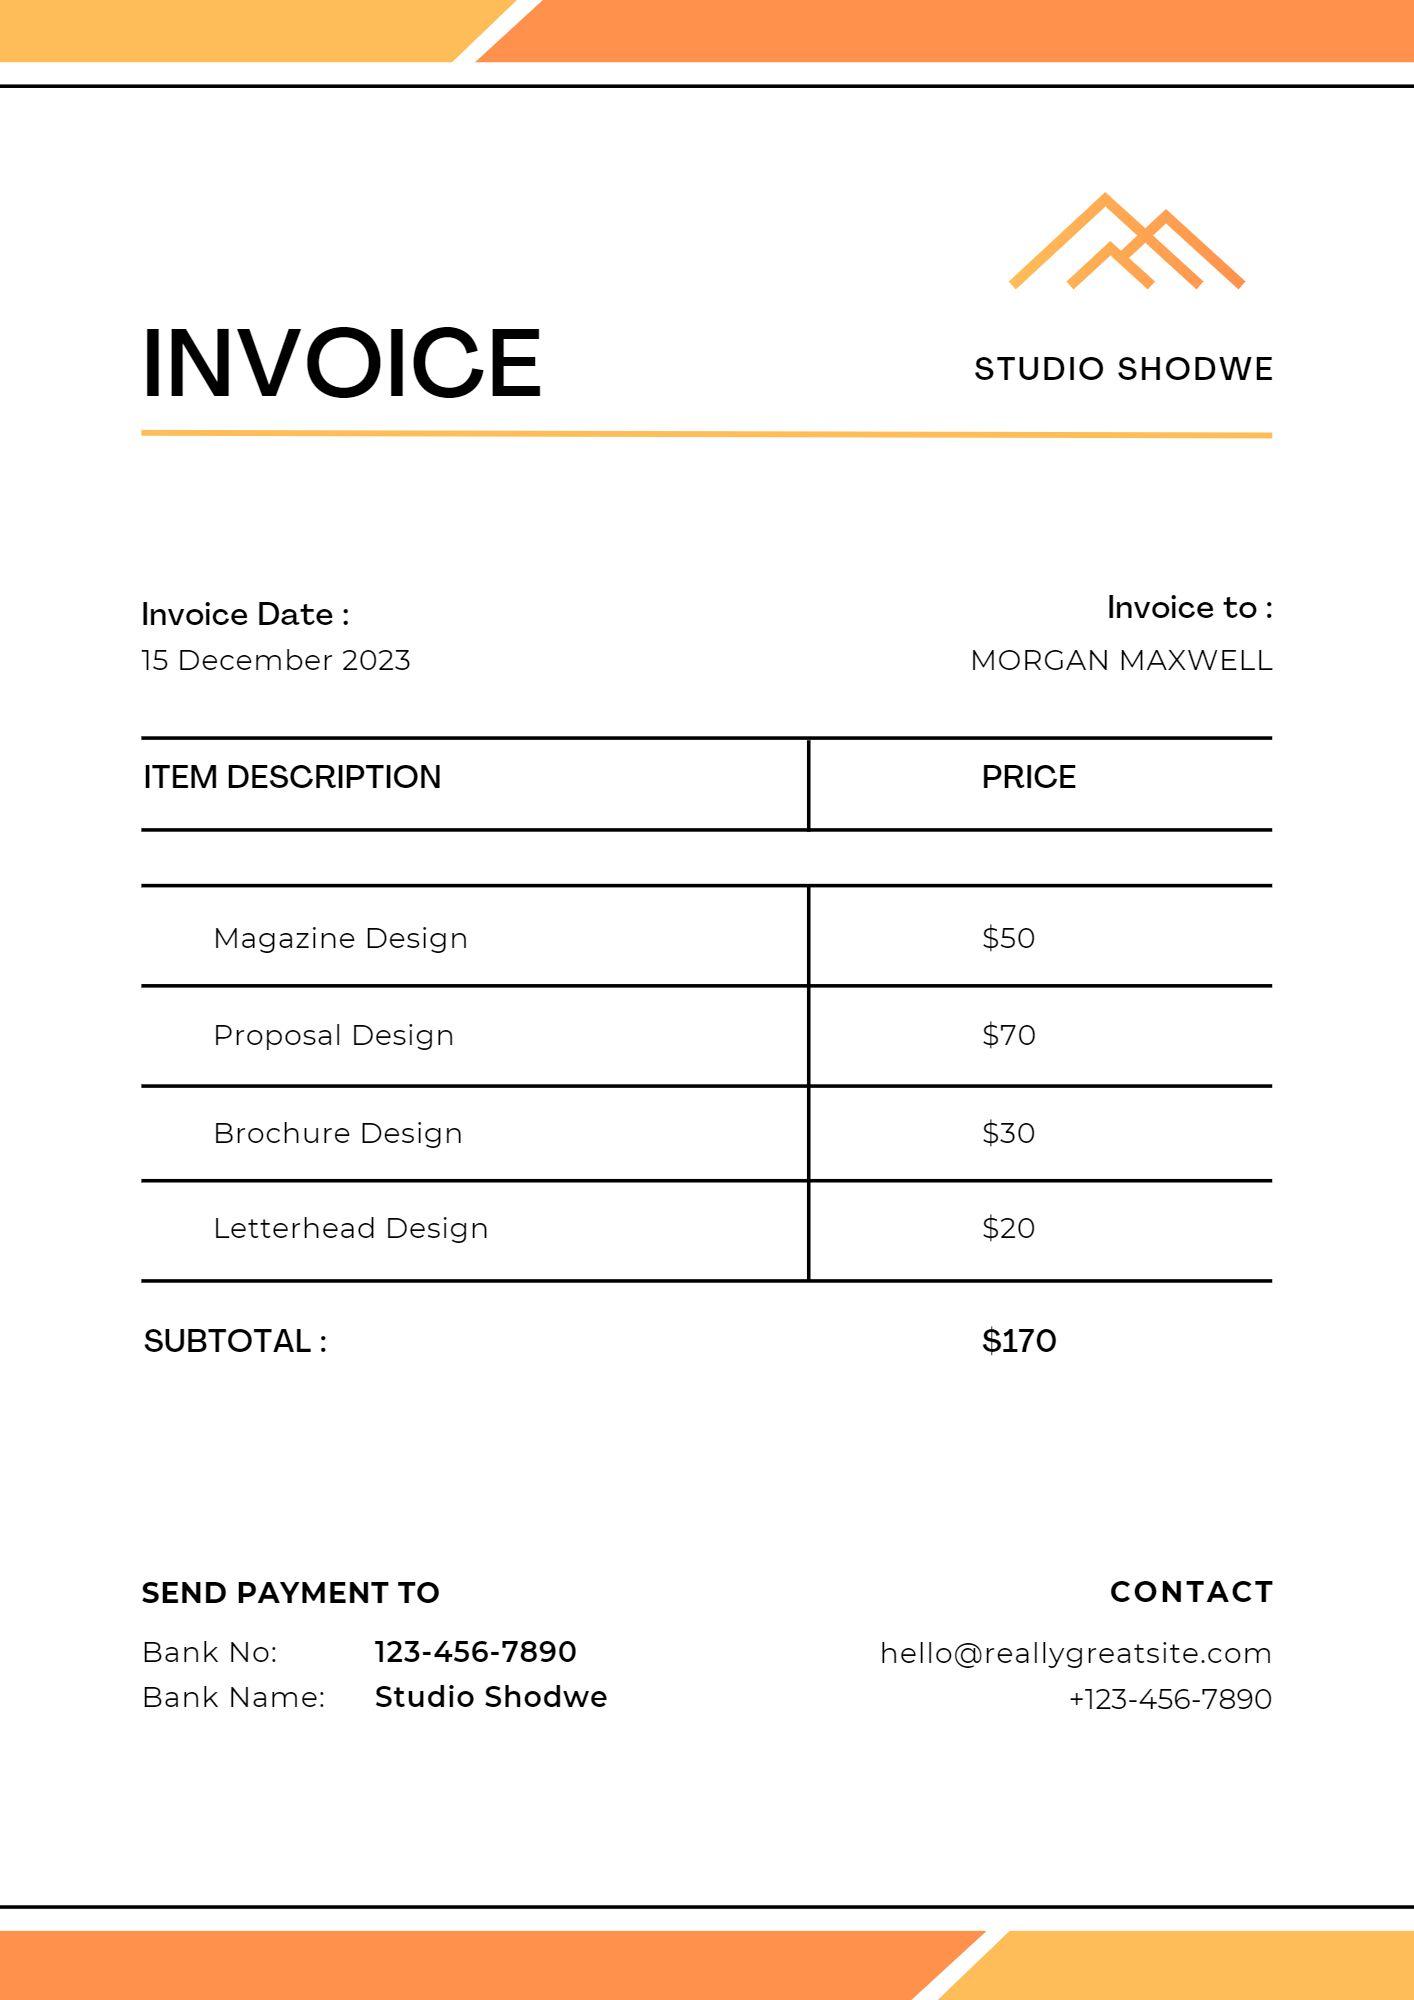 INVOICE
STUDIO SHODWE
Invoice Date :
15 December 2023
Invoice to :
MORGAN MAXWELL
ITEM DESCRIPTION PRICE
Magazine Design $50
Proposal Design $70
Brochure Design $30
Letterhead Design $20
SUBTOTAL : $170
SEND PAYMENT TO
Bank No: 123-456-7890
Bank Name: Studio Shodwe
CONTACT
hello@reallygreatsite.com
+123-456-7890